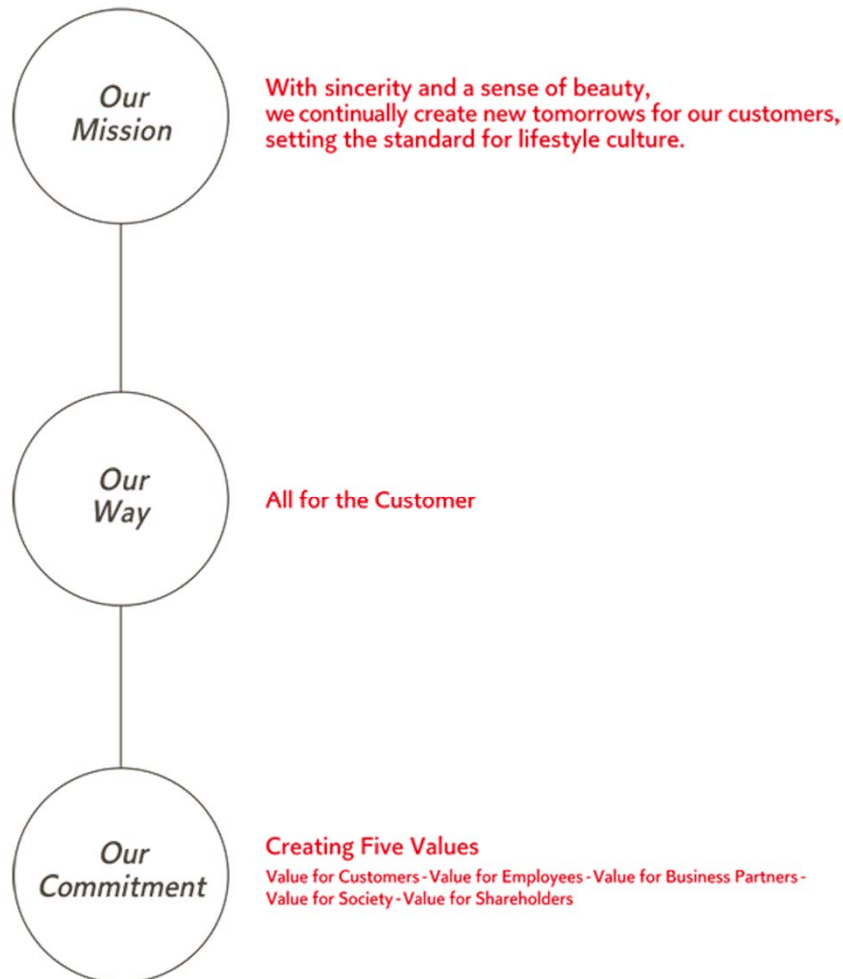 Our
Mission
With sincerity and a sense of beauty,
we continually create new tomorrows for our customers,
setting the standard for lifestyle culture.
Our
Way
All for the Customer
Our
Commitment
Creating Five Values
Value for Customers - Value for Employees - Value for Business Partners -
Value for Society - Value for Shareholders